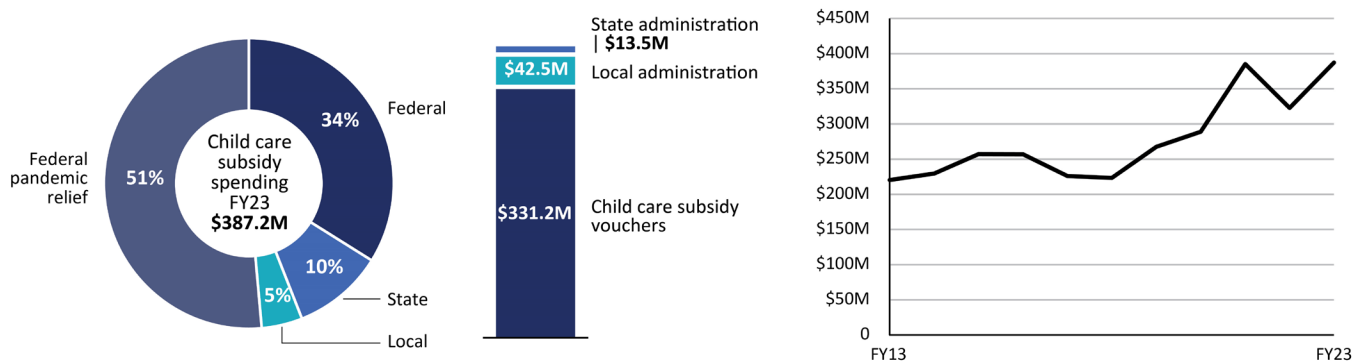 Child care
subsidy
spending
FY23
$387.2M
34%
Federal
10%
State
5%
Local
51%
Federal
pandemic
relief
State administration
| $13.5M
$42.5M
Local administration
$331.2M
Child care subsidy
vouchers
$450M
$400M
$350M
$300M
$250M
$200M
$150M
$100M
$50M
0
FY13
FY23